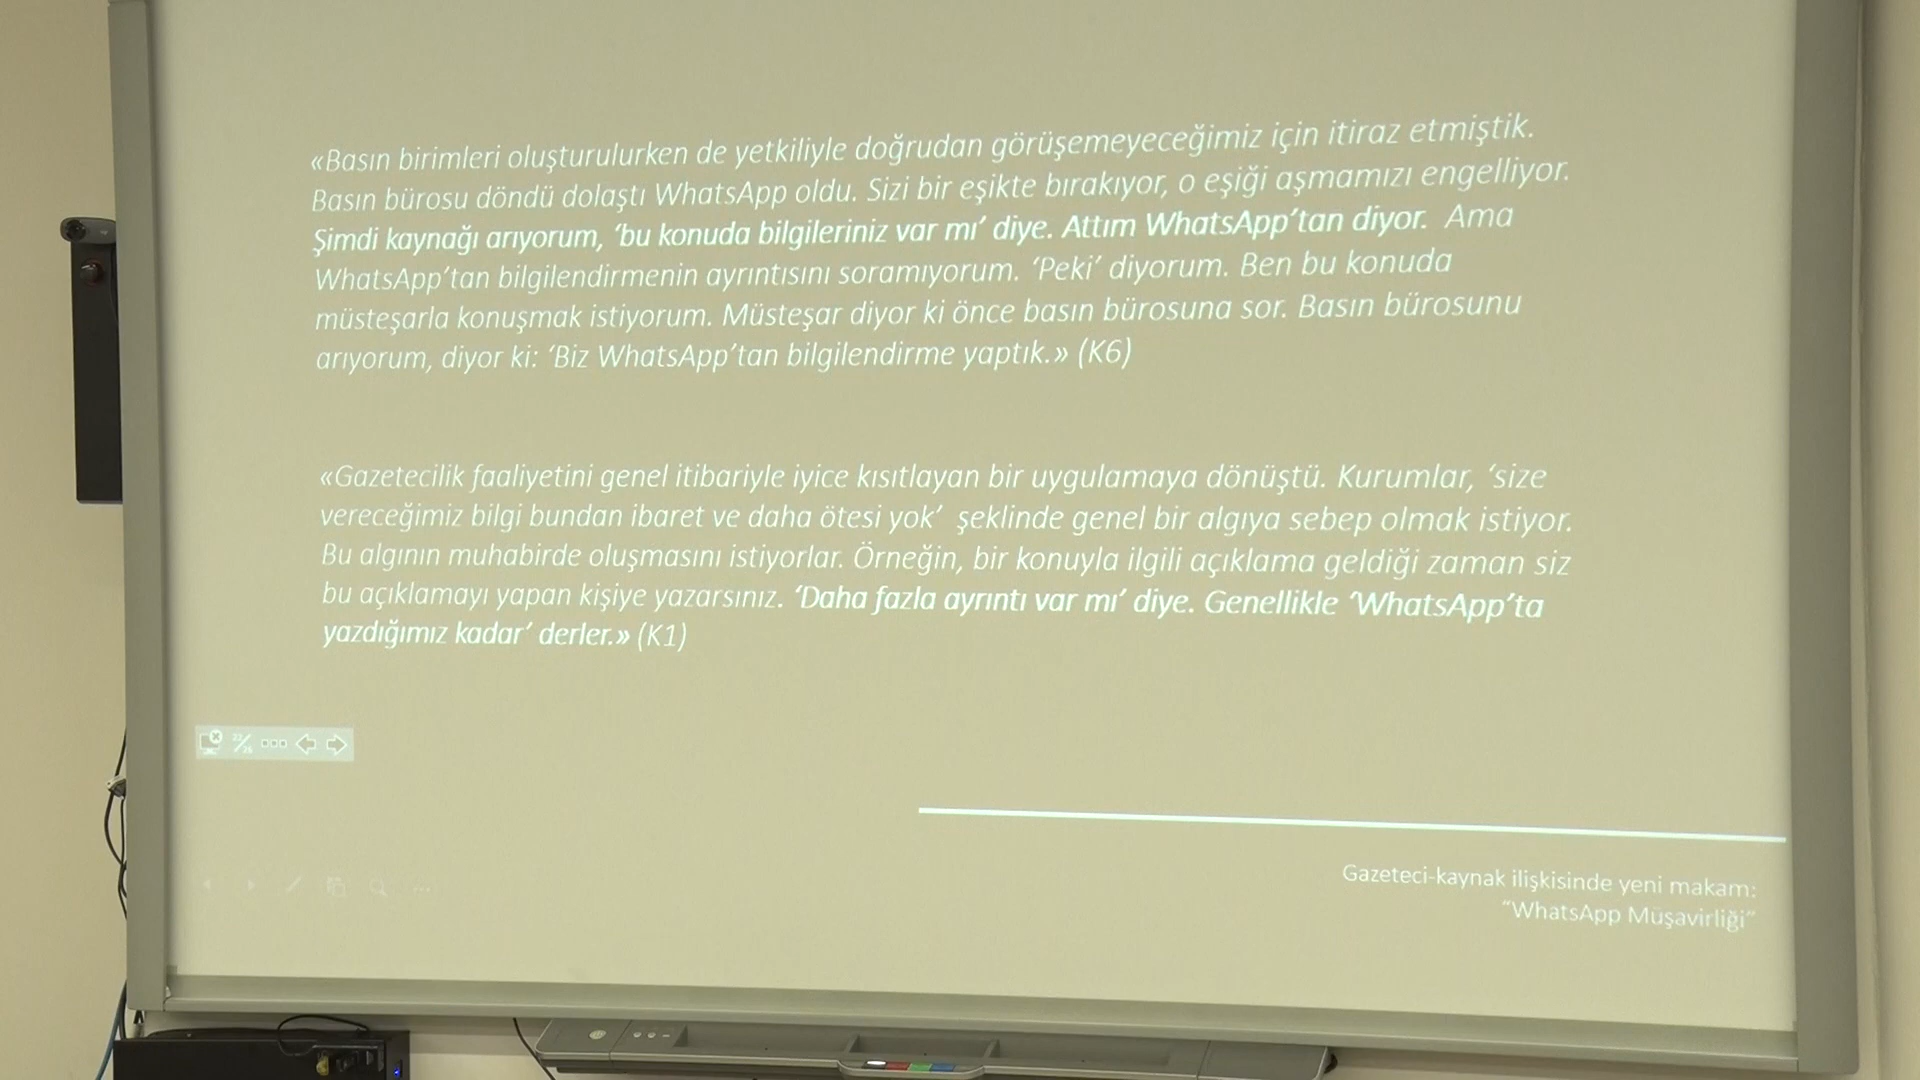 «Basın birimleri oluşturulurken de yetkiliyle doğrudan görüşemeyeceğimiz için itiraz etmiştik.
Basın bürosu döndü dolaştı WhatsApp oldu. Sizi bir eşikte bırakıyor, o eşiği aşmamızı engelliyor.
Şimdi kaynağı arıyorum, ‘bu konuda bilgileriniz var mı’ diye. Attım WhatsApp’tan diyor. Ama
WhatsApp’tan bilgilendirmenin ayrıntısını soramıyorum. ‘Peki’ diyorum. Ben bu konuda
müsteşarla konuşmak istiyorum. Müsteşar diyor ki önce basın bürosuna sor. Basın bürosunu
arıyorum, diyor ki: ‘Biz WhatsApp’tan bilgilendirme yaptık.» (K6)
«Gazetecilik faaliyetini genel itibariyle iyice kısıtlayan bir uygulamaya dönüştü. Kurumlar, ‘size
vereceğimiz bilgi bundan ibaret ve daha ötesi yok’ şeklinde genel bir algıya sebep olmak istiyor.
Bu algının muhabirde oluşmasını istiyorlar. Örneğin, bir konuyla ilgili açıklama geldiği zaman siz
bu açıklamayı yapan kişiye yazarsınız. ‘Daha fazla ayrıntı var mı’ diye. Genellikle ‘WhatsApp’ta
yazdığımız kadar’ derler.» (K1)
Gazeteci-kaynak ilişkisinde yeni makam:
“WhatsApp Müşavirliği”